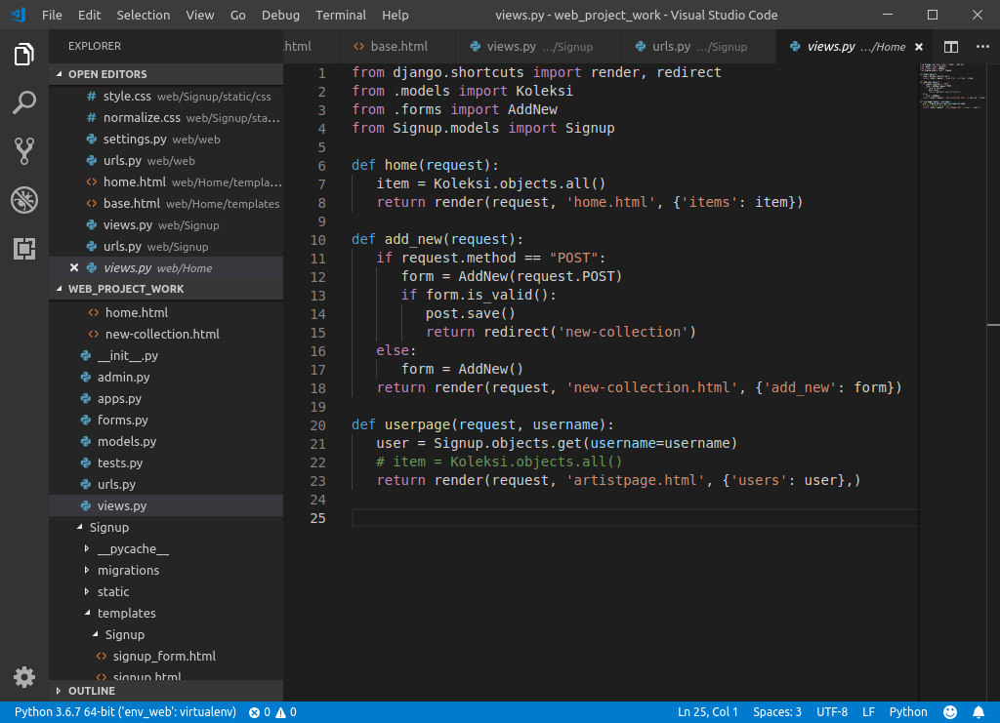 File Edit Selection View Go Debug Terminal Help views.py - web_project_work - Visual Studio Code
EXPLORER
.html base.html views.py .../Signup urls.py .../Signup views.py .../Home
OPEN EDITORS
style.css web/Signup/static/css
normalize.css web/Signup/sta...
settings.py web/web
urls.py web/web
home.html web/Home/templa...
base.html web/Home/templates
views.py web/Signup
urls.py web/Signup
views.py web/Home
WEB_PROJECT_WORK
home.html
new-collection.html
__init__.py
admin.py
apps.py
forms.py
models.py
tests.py
urls.py
views.py
Signup
__pycache__
migrations
static
templates
Signup
signup_form.html
signup.html
OUTLINE
1 from django.shortcuts import render, redirect
2 from .models import Koleksi
3 from .forms import AddNew
4 from Signup.models import Signup
5
6 def home(request):
7 item = Koleksi.objects.all()
8 return render(request, 'home.html', {'items': item})
9
10 def add_new(request):
11 if request.method == "POST":
12 form = AddNew(request.POST)
13 if form.is_valid():
14 post.save()
15 return redirect('new-collection')
16 else:
17 form = AddNew()
18 return render(request, 'new-collection.html', {'add_new': form})
19
20 def userpage(request, username):
21 user = Signup.objects.get(username=username)
22 # item = Koleksi.objects.all()
23 return render(request, 'artistpage.html', {'users': user},)
24
25
Python 3.6.7 64-bit ('env_web': virtualenv) 0 0 Ln 25, Col 1 Spaces: 3 UTF-8 LF Python